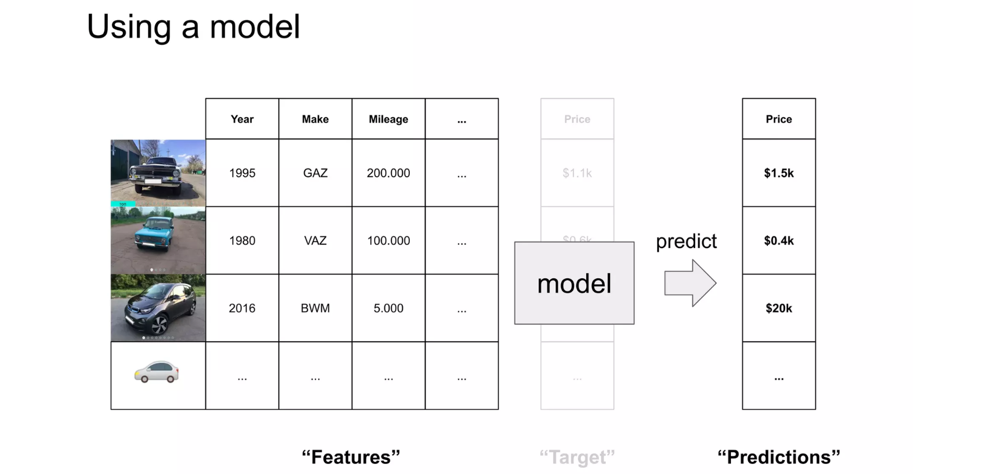 Using a model
Year Make Mileage ... Price Price
1995 GAZ 200.000 ... $1.1k $1.5k
топ
1980 VAZ 100.000 ... $0.6k $0.4k
predict
model
2016 BWM 5.000 ... $20k
... ... ... ... ... ...
“Features” “Target” “Predictions”